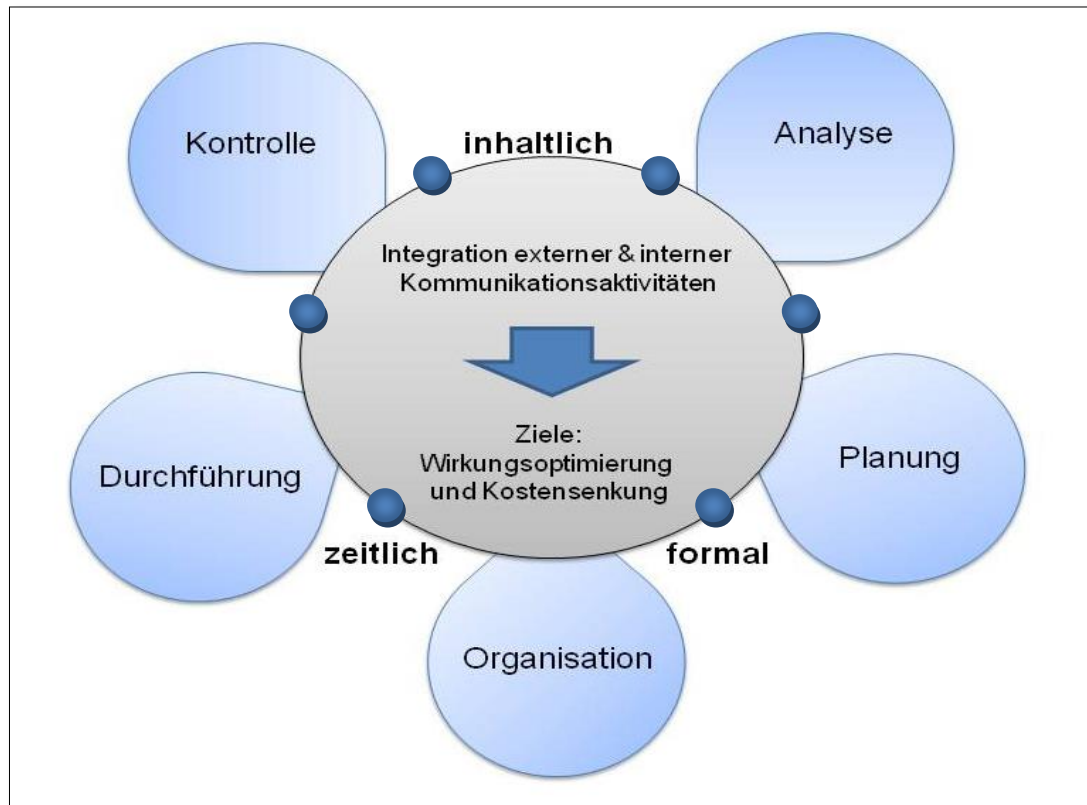 Kontrolle
inhaltlich
Analyse
Integration externer & interner
Kommunikationsaktivitäten
Ziele:
Wirkungsoptimierung
und Kostensenkung
Durchführung
Planung
zeitlich
formal
Organisation